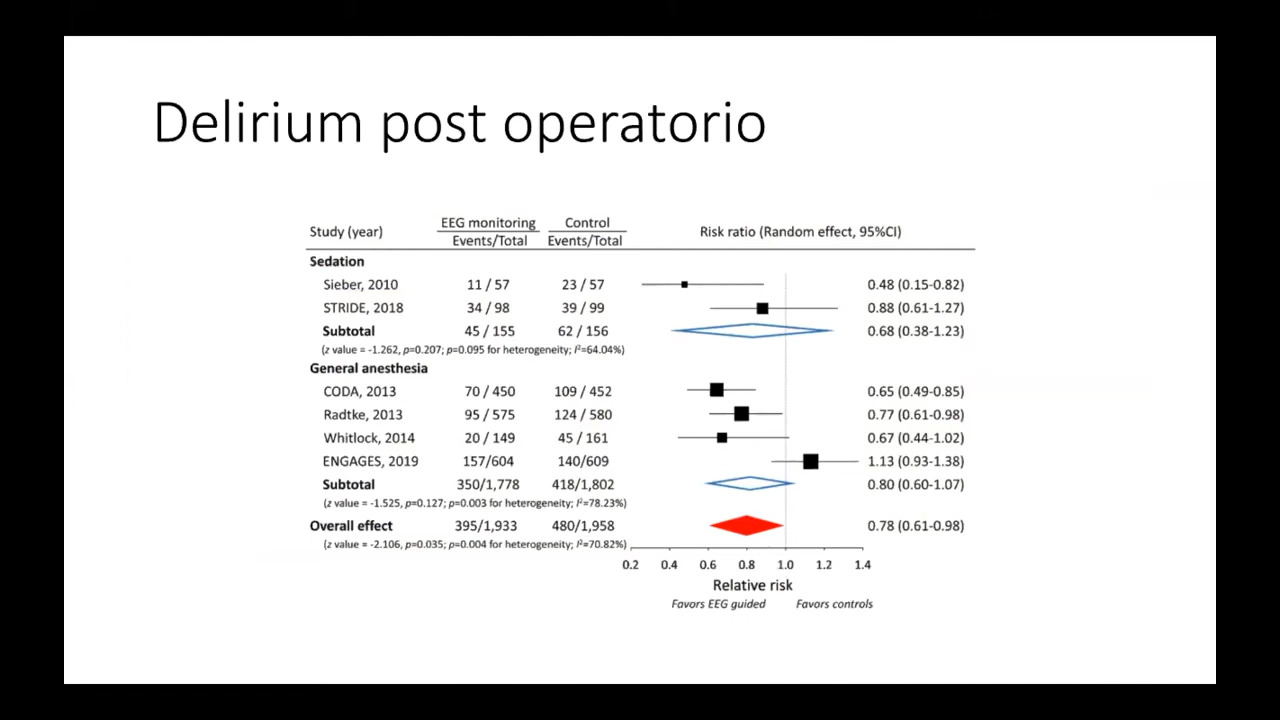 Delirium post operatorio
Study (year) EEG monitoring Control Risk ratio (Random effect, 95%CI)
Events/Total Events/Total
Sedation
Sieber, 2010 11 / 57 23 / 57 0.48 (0.15-0.82)
STRIDE, 2018 34 / 98 39 / 99 0.88 (0.61-1.27)
Subtotal 45 / 155 62 / 156 0.68 (0.38-1.23)
(z value = -1.262, p=0.207; p=0.095 for heterogeneity; I²=64.04%)
General anesthesia
CODA, 2013 70 / 450 109 / 452 0.65 (0.49-0.85)
Radtke, 2013 95 / 575 124 / 580 0.77 (0.61-0.98)
Whitlock, 2014 20 / 149 45 / 161 0.67 (0.44-1.02)
ENGAGES, 2019 157/604 140/609 1.13 (0.93-1.38)
Subtotal 350/1,778 418/1,802 0.80 (0.60-1.07)
(z value = -1.525, p=0.127; p=0.003 for heterogeneity; I²=78.23%)
Overall effect 395/1,933 480/1,958 0.78 (0.61-0.98)
(z value = -2.106, p=0.035; p=0.004 for heterogeneity; I²=70.82%)
0.2 0.4 0.6 0.8 1.0 1.2 1.4
Relative risk
Favors EEG guided Favors controls